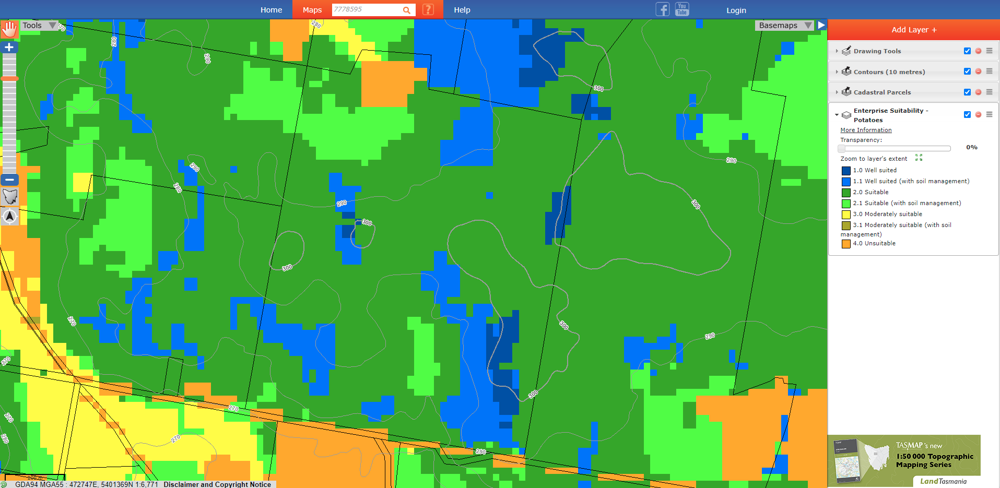 Home
Maps
7778595
?
Help
You
Tube
Login
Tools
Basemaps
Add Layer +
Drawing Tools
Contours (10 metres)
Cadastral Parcels
Enterprise Suitability -
Potatoes
More Information
Transparency:
0%
Zoom to layer's extent
1.0 Well suited
1.1 Well suited (with soil management)
2.0 Suitable
2.1 Suitable (with soil management)
3.0 Moderately suitable
3.1 Moderately suitable (with soil
management)
4.0 Unsuitable
270
280
290
280
300
290
280
290
290
300
300
300
270
300
290
270
300
270
270
280
270
290
200 m
GDA94 MGA55 : 472747E, 5401369N 1:6,771 Disclaimer and Copyright Notice
TASMAP's new
1:50 000 Topographic
Mapping Series
LandTasmania